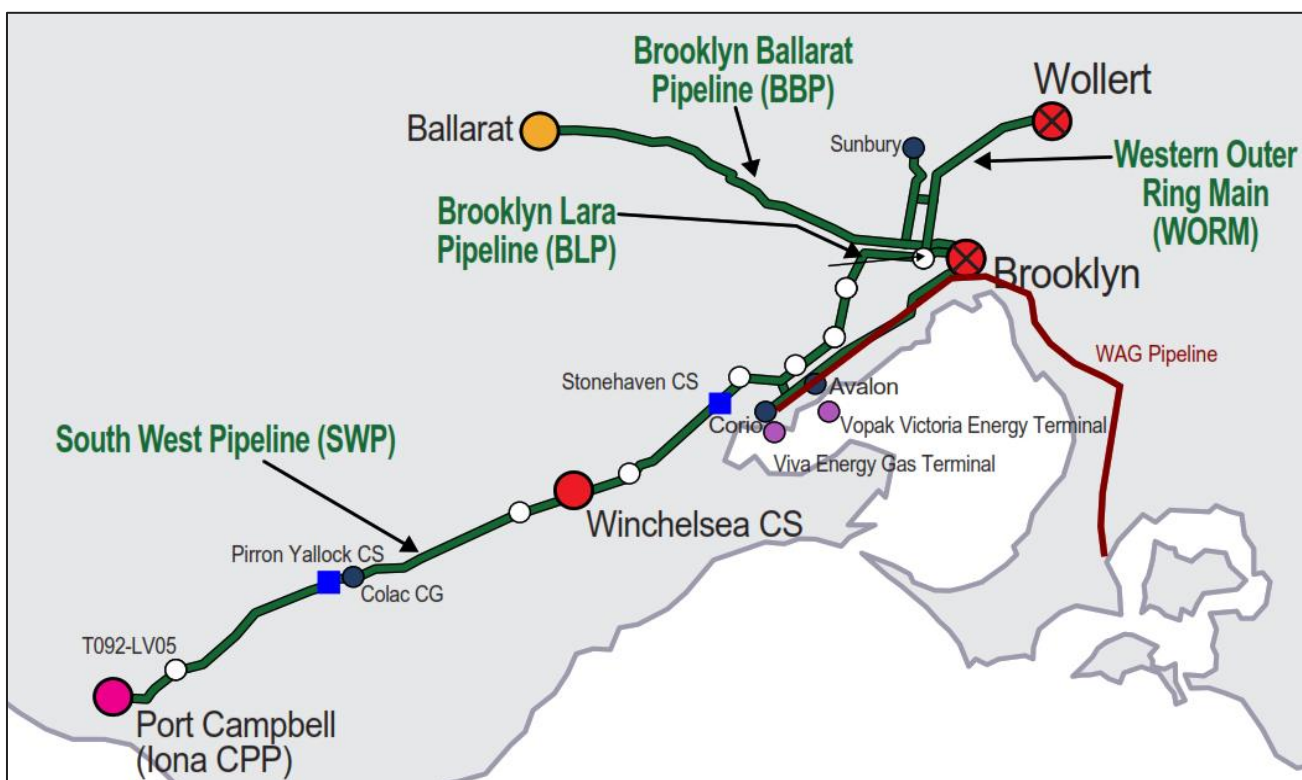 Brooklyn Ballarat
Pipeline (BBP)
Wollert
Ballarat
Sunbury
Western Outer
Ring Main
(WORM)
Brooklyn Lara
Pipeline (BLP)
Brooklyn
WAG Pipeline
Stonehaven CS
Avalon
Corio
Vopak Victoria Energy Terminal
South West Pipeline (SWP)
Viva Energy Gas Terminal
Winchelsea CS
Pirron Yallock CS
Colac CG
T092-LV05
Port Campbell
(Iona CPP)